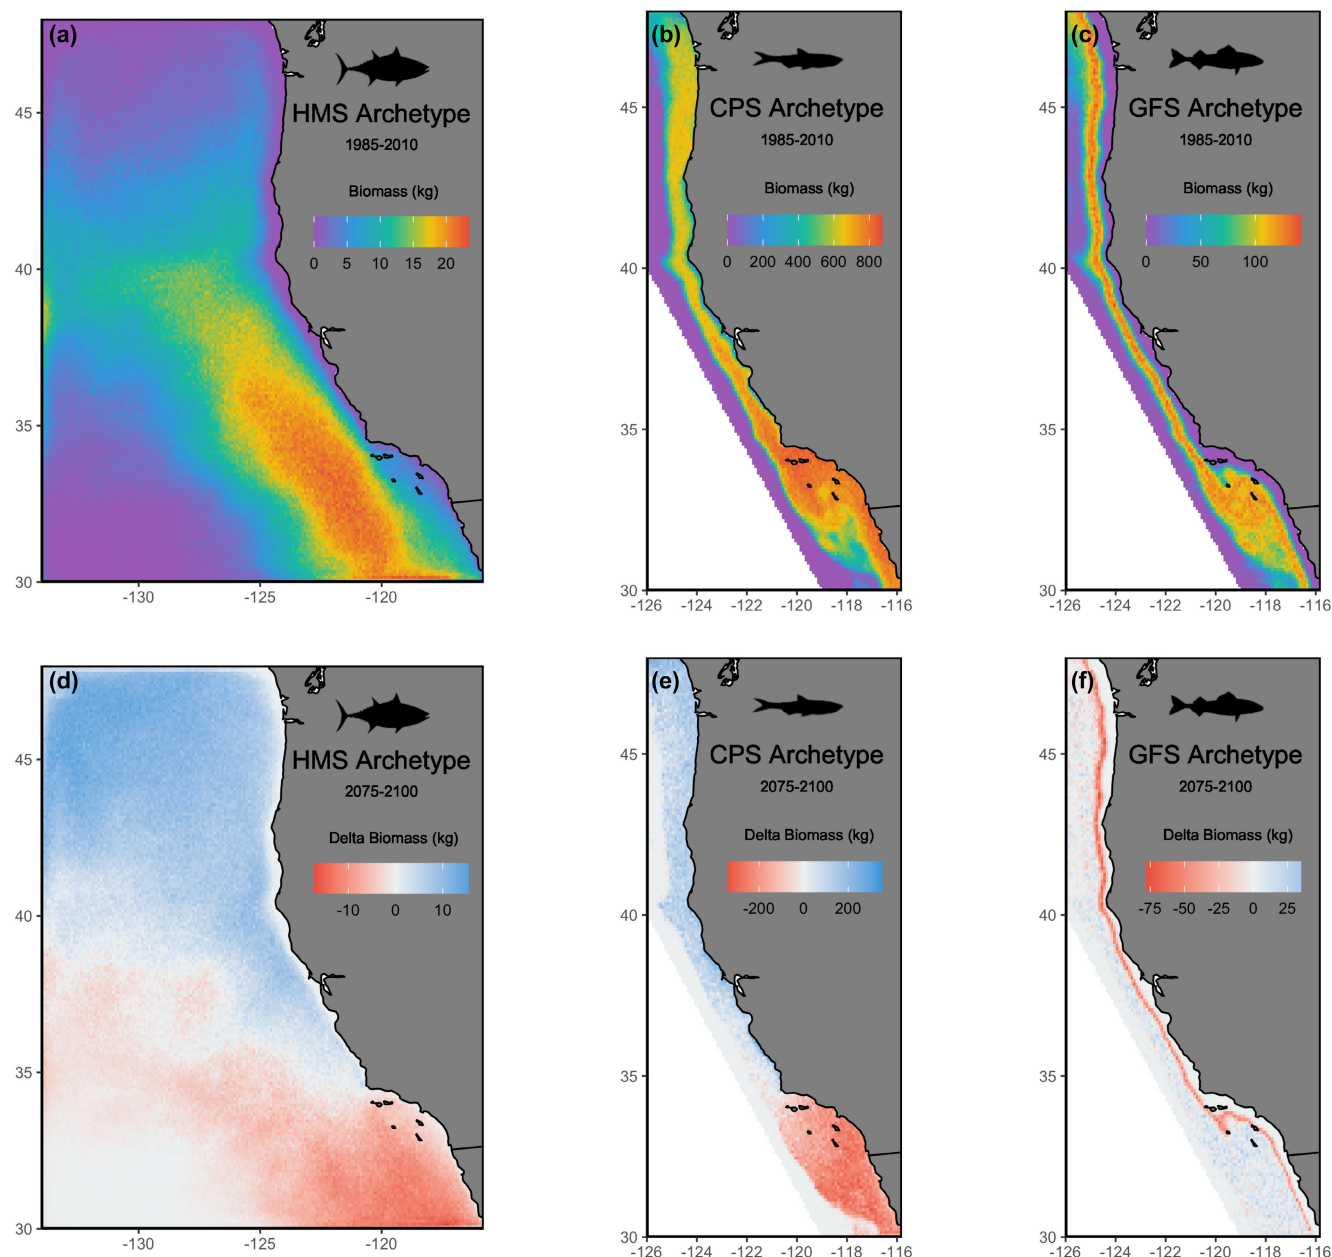 (a)
HMS Archetype
1985-2010
Biomass (kg)
0 5 10 15 20
45
40
35
30
-130 -125 -120
(b)
CPS Archetype
1985-2010
Biomass (kg)
0 200 400 600 800
45
40
35
30
-126 -124 -122 -120 -118 -116
(c)
GFS Archetype
1985-2010
Biomass (kg)
0 50 100
45
40
35
30
-126 -124 -122 -120 -118 -116
(d)
HMS Archetype
2075-2100
Delta Biomass (kg)
-10 0 10
45
40
35
30
-130 -125 -120
(e)
CPS Archetype
2075-2100
Delta Biomass (kg)
-200 0 200
45
40
35
30
-126 -124 -122 -120 -118 -116
(f)
GFS Archetype
2075-2100
Delta Biomass (kg)
-75 -50 -25 0 25
45
40
35
30
-126 -124 -122 -120 -118 -116